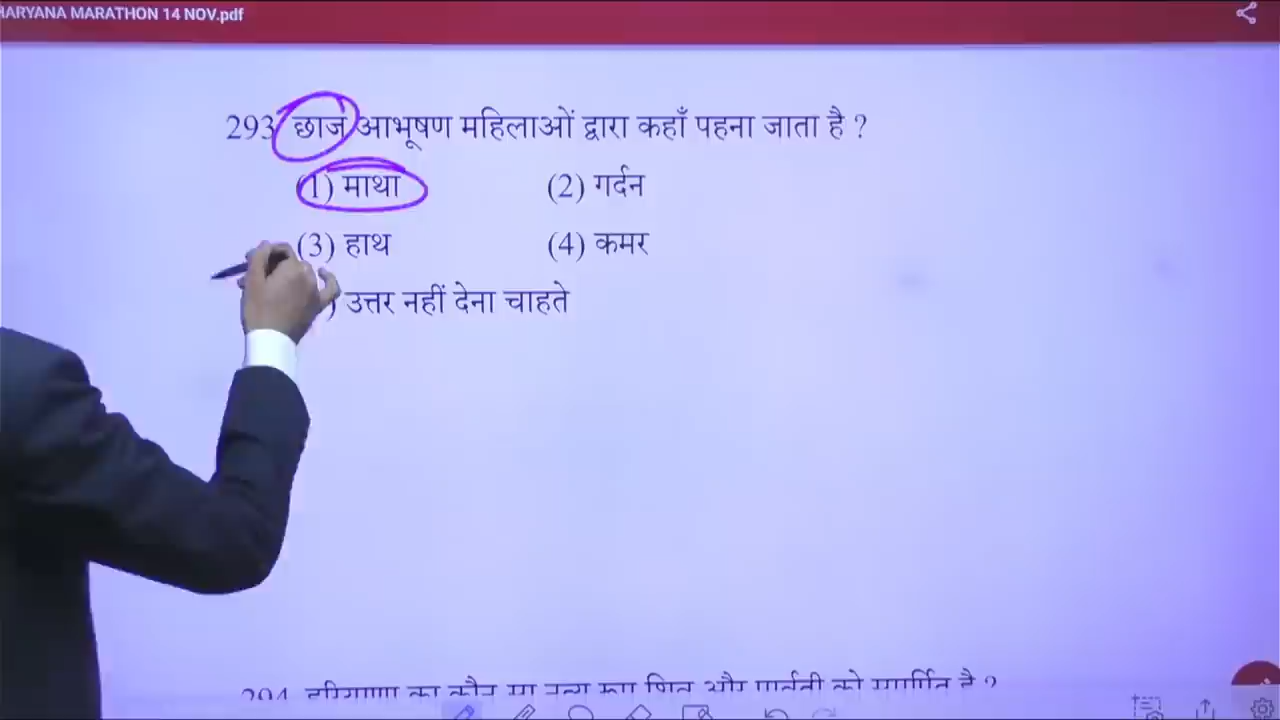 HARYANA MARATHON 14 NOV.pdf
293 छाज आभूषण महिलाओं द्वारा कहाँ पहना जाता है ?
(1) माथा (2) गर्दन
(3) हाथ (4) कमर
) उत्तर नहीं देना चाहते